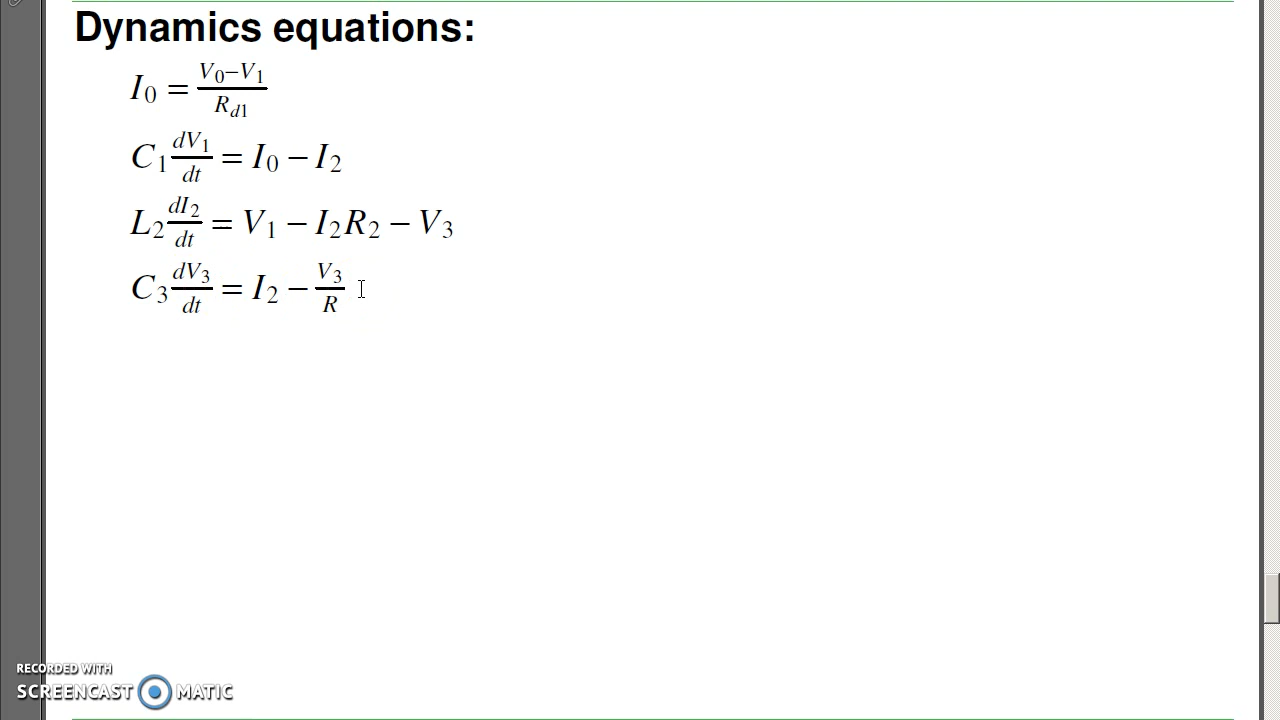 Dynamics equations:
I₀ = (V₀−V₁)/R_d1
C₁ dV₁/dt = I₀ − I₂
L₂ dI₂/dt = V₁ − I₂R₂ − V₃
C₃ dV₃/dt = I₂ − V₃/R
RECORDED WITH
SCREENCAST MATIC